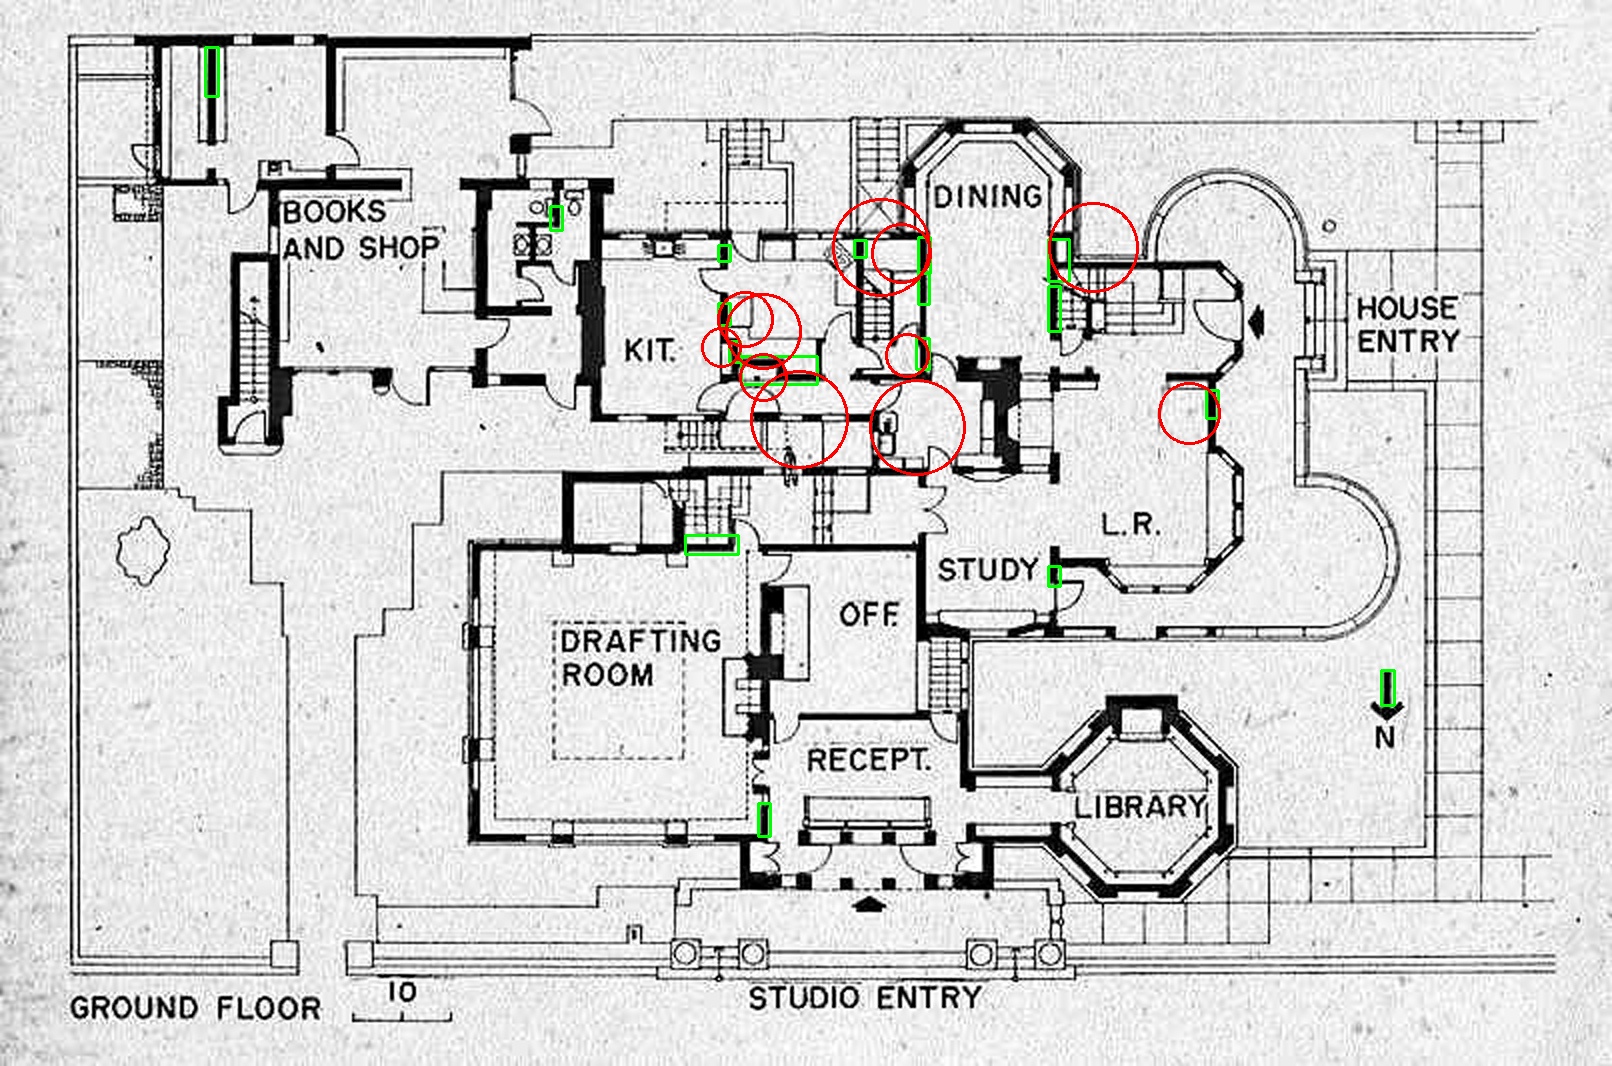 BOOKS
AND SHOP
DINING
KIT.
HOUSE
ENTRY
L.R.
STUDY
OFF.
DRAFTING
ROOM
N
RECEPT.
LIBRARY
GROUND FLOOR
10
STUDIO ENTRY